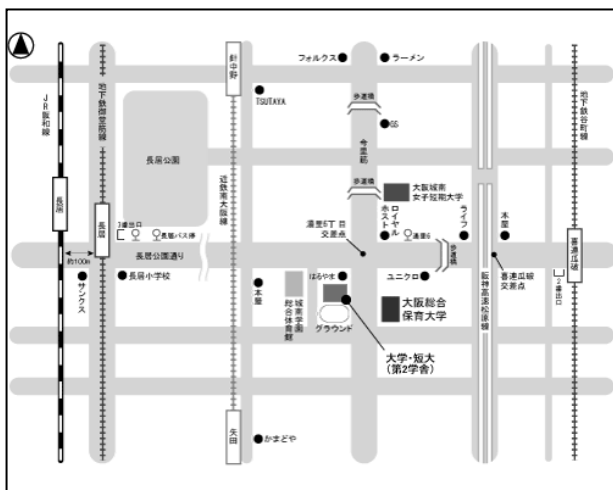 フォルクス
ラーメン
針中野
JR阪和線
地下鉄御堂筋線
TSUTAYA
歩道橋
GS
地下鉄谷町線
今里筋
長居公園
近鉄南大阪線
歩道橋
大阪城南
女子短期大学
長居
長居
3番出口
長居バス停
湯里6丁目
交差点
ロイヤル
ホスト
湯里6
ライフ
本屋
喜連瓜破
約100m
長居公園通り
歩道橋
サンクス
長居小学校
本屋
城南学園
総合体育館
はるやま
グラウンド
ユニクロ
大阪総合
保育大学
阪神高速松原線
喜連瓜破
交差点
2番出口
大学・短大
(第2学舎)
矢田
かまどや